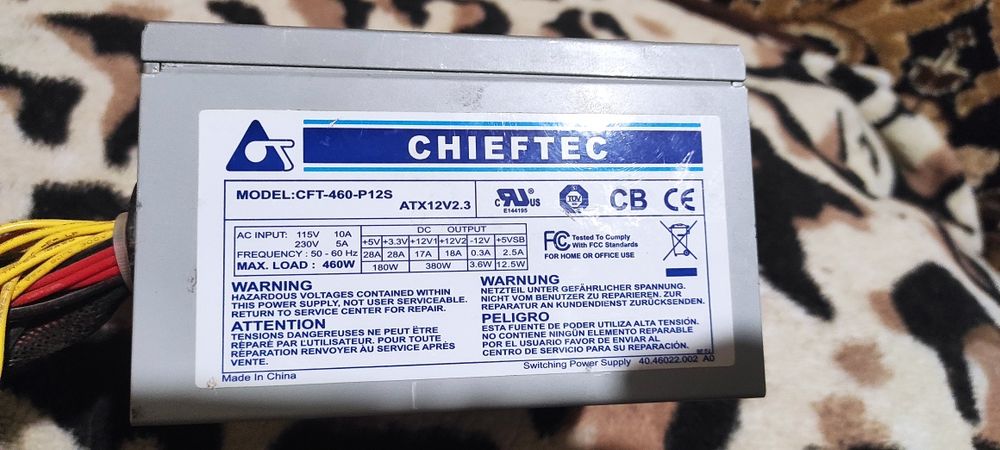 CHIEFTEC
MODEL:CFT-460-P12S ATX12V2.3
C RU US
E144195
TÜV
CB CE
AC INPUT: 115V 10A
230V 5A
FREQUENCY : 50 - 60 Hz
MAX. LOAD : 460W
DC OUTPUT
+5V +3.3V +12V1 +12V2 -12V +5VSB
28A 28A 17A 18A 0.3A 2.5A
180W 380W 3.6W 12.5W
FC Tested To Comply
with FCC Standards
FOR HOME OR OFFICE USE
WARNING
HAZARDOUS VOLTAGES CONTAINED WITHIN
THIS POWER SUPPLY, NOT USER SERVICEABLE.
RETURN TO SERVICE CENTER FOR REPAIR.
ATTENTION
TENSIONS DANGEREUSES NE PEUT ËTRE
RÉPARÉ PAR L'UTILISATEUR. POUR TOUTE
RÉPARATION RENVOYER AU SERVICE APRÉS
VENTE.
WARNUNG
NETZTEIL UNTER GEFÄHRLICHER SPANNUNG.
NICHT VOM BENUTZER ZU REPARIEREN. ZUR
REPARATUR AN KUNDENDIENST ZURÜCKSENDEN.
PELIGRO
ESTA FUENTE DE PODER UTILIZA ALTA TENSIÓN.
NO CONTIENE NINGÚN ELEMENTO REPARABLE
POR EL USUARIO FAVOR DE ENVIAR AL
CENTRO DE SERVICIO PARA SU REPARACIÓN.
Made In China
Switching Power Supply 40.46022.002 A0